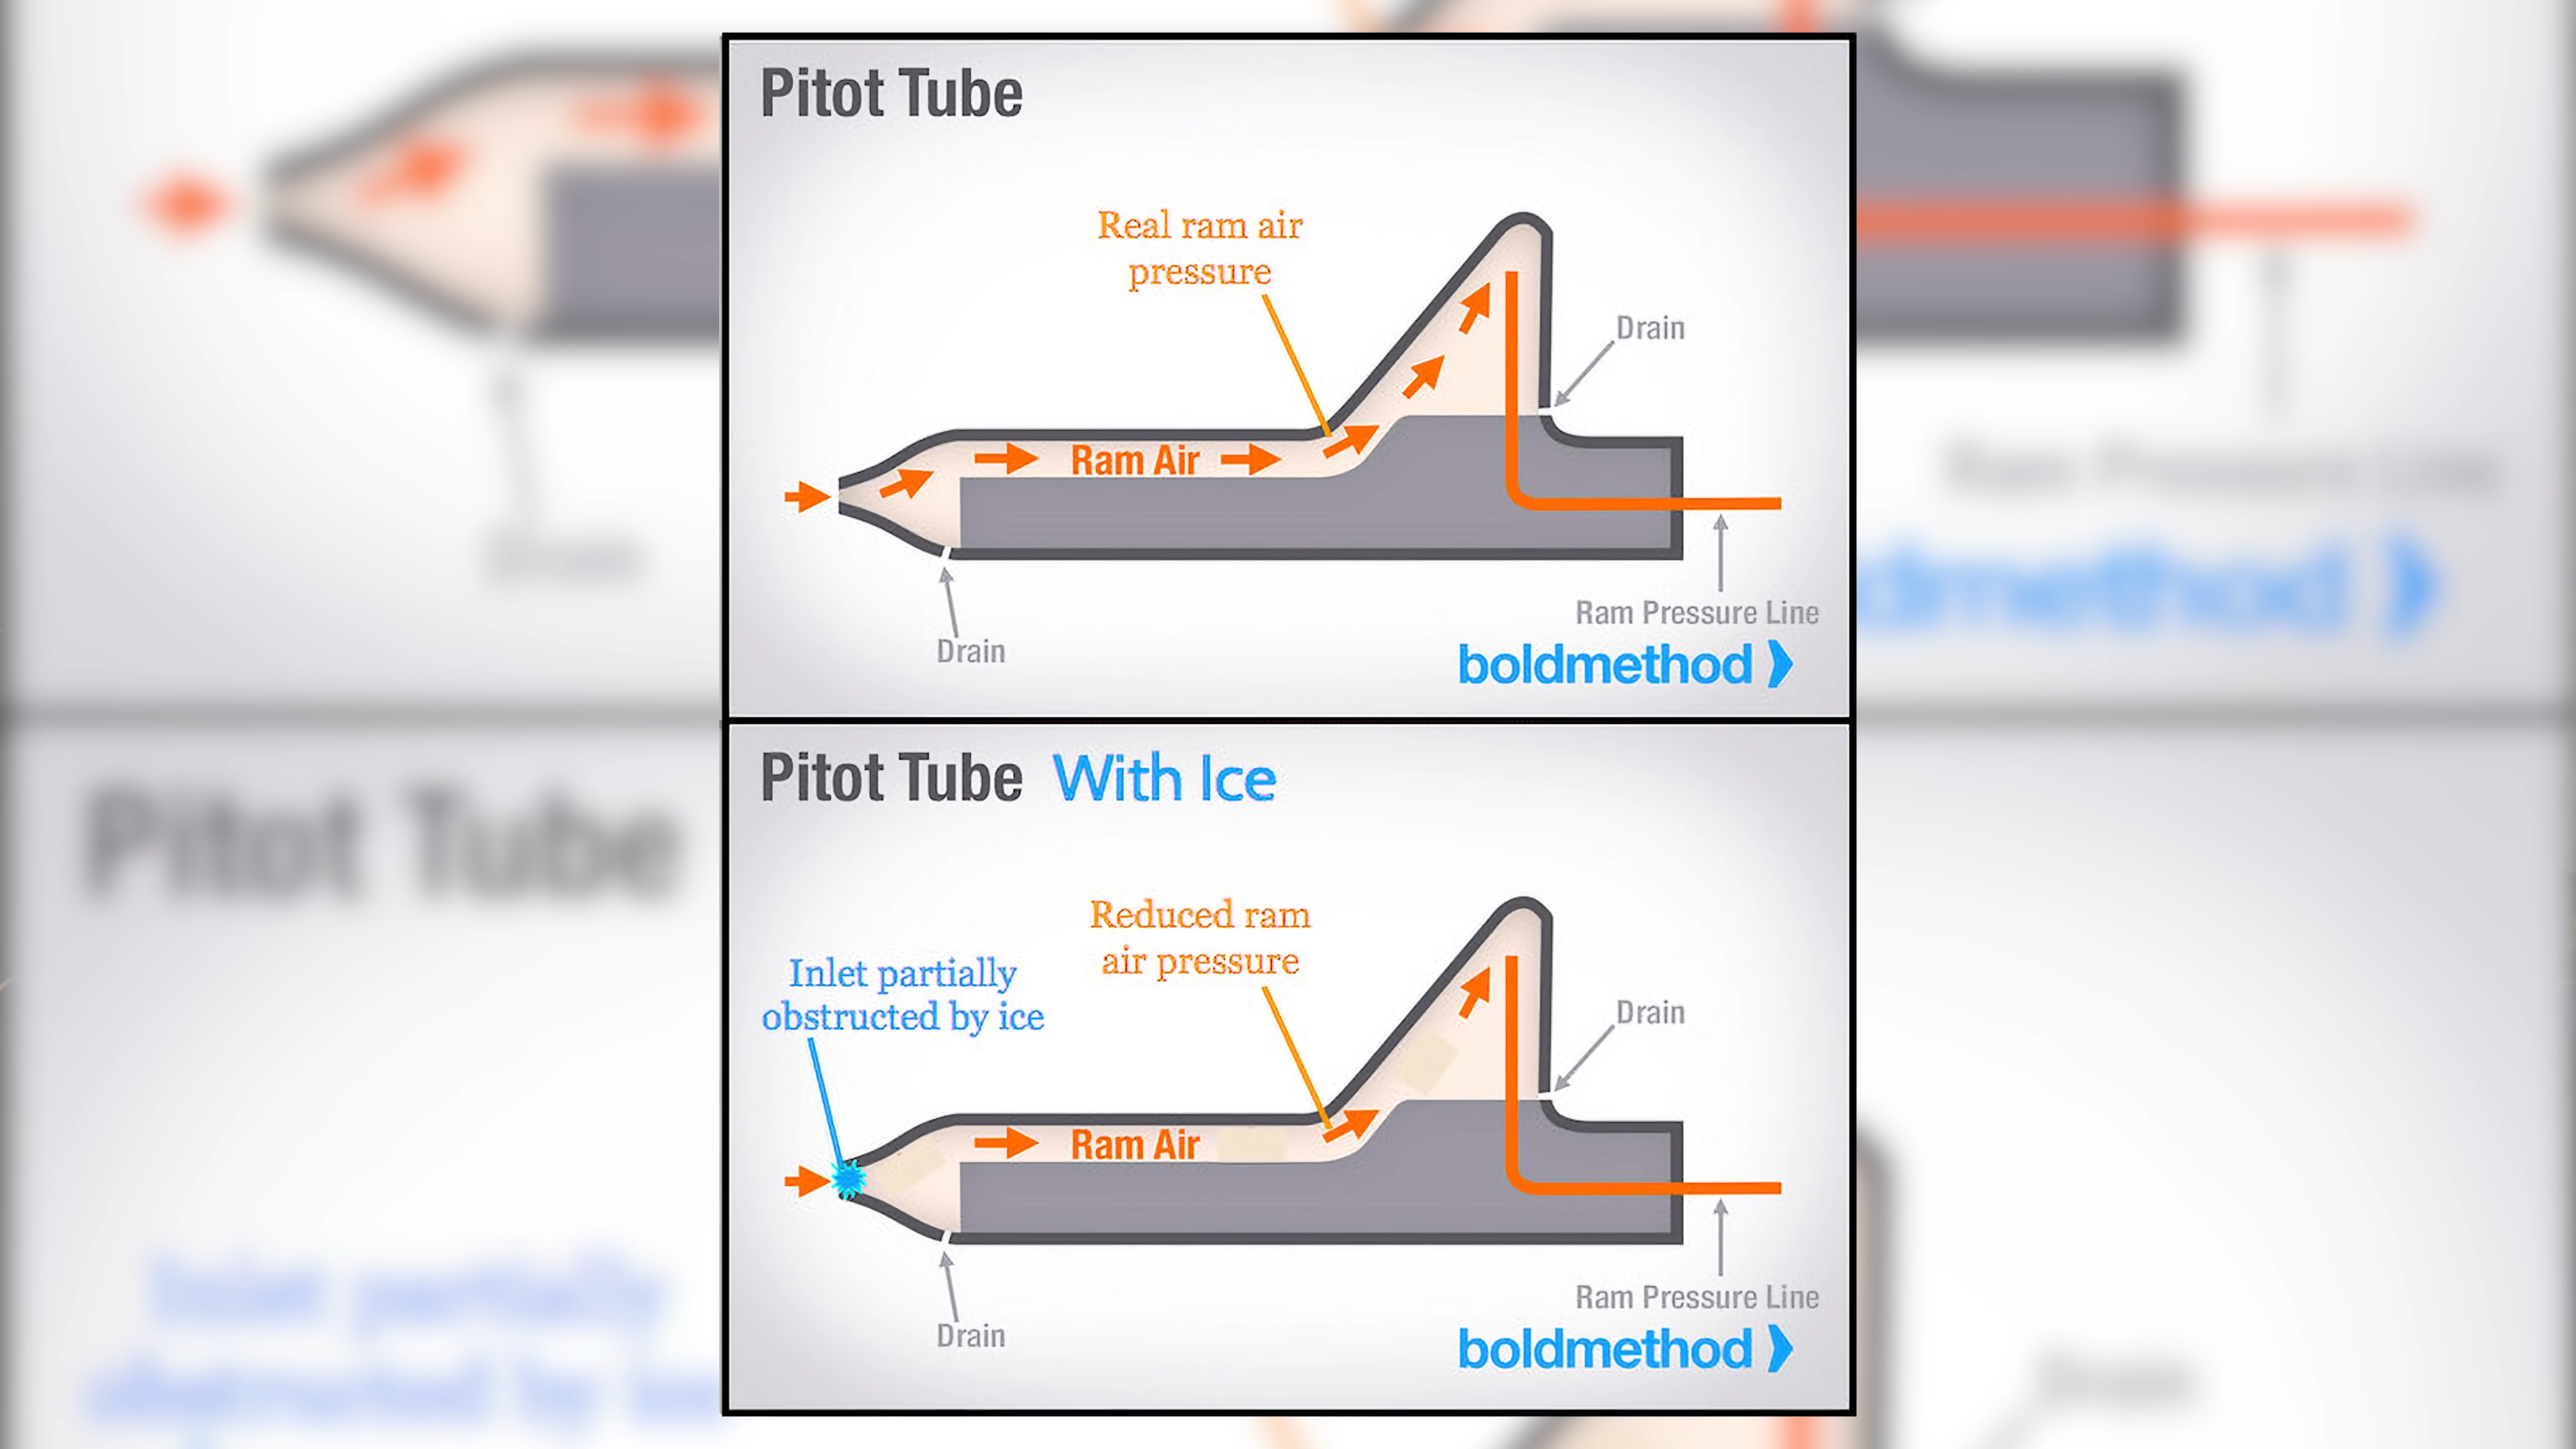 Pitot Tube
Real ram air
pressure
Drain
Ram Air
Drain
Ram Pressure Line
boldmethod
Pitot Tube With Ice
Reduced ram
air pressure
Inlet partially
obstructed by ice
Drain
Ram Air
Drain
Ram Pressure Line
boldmethod